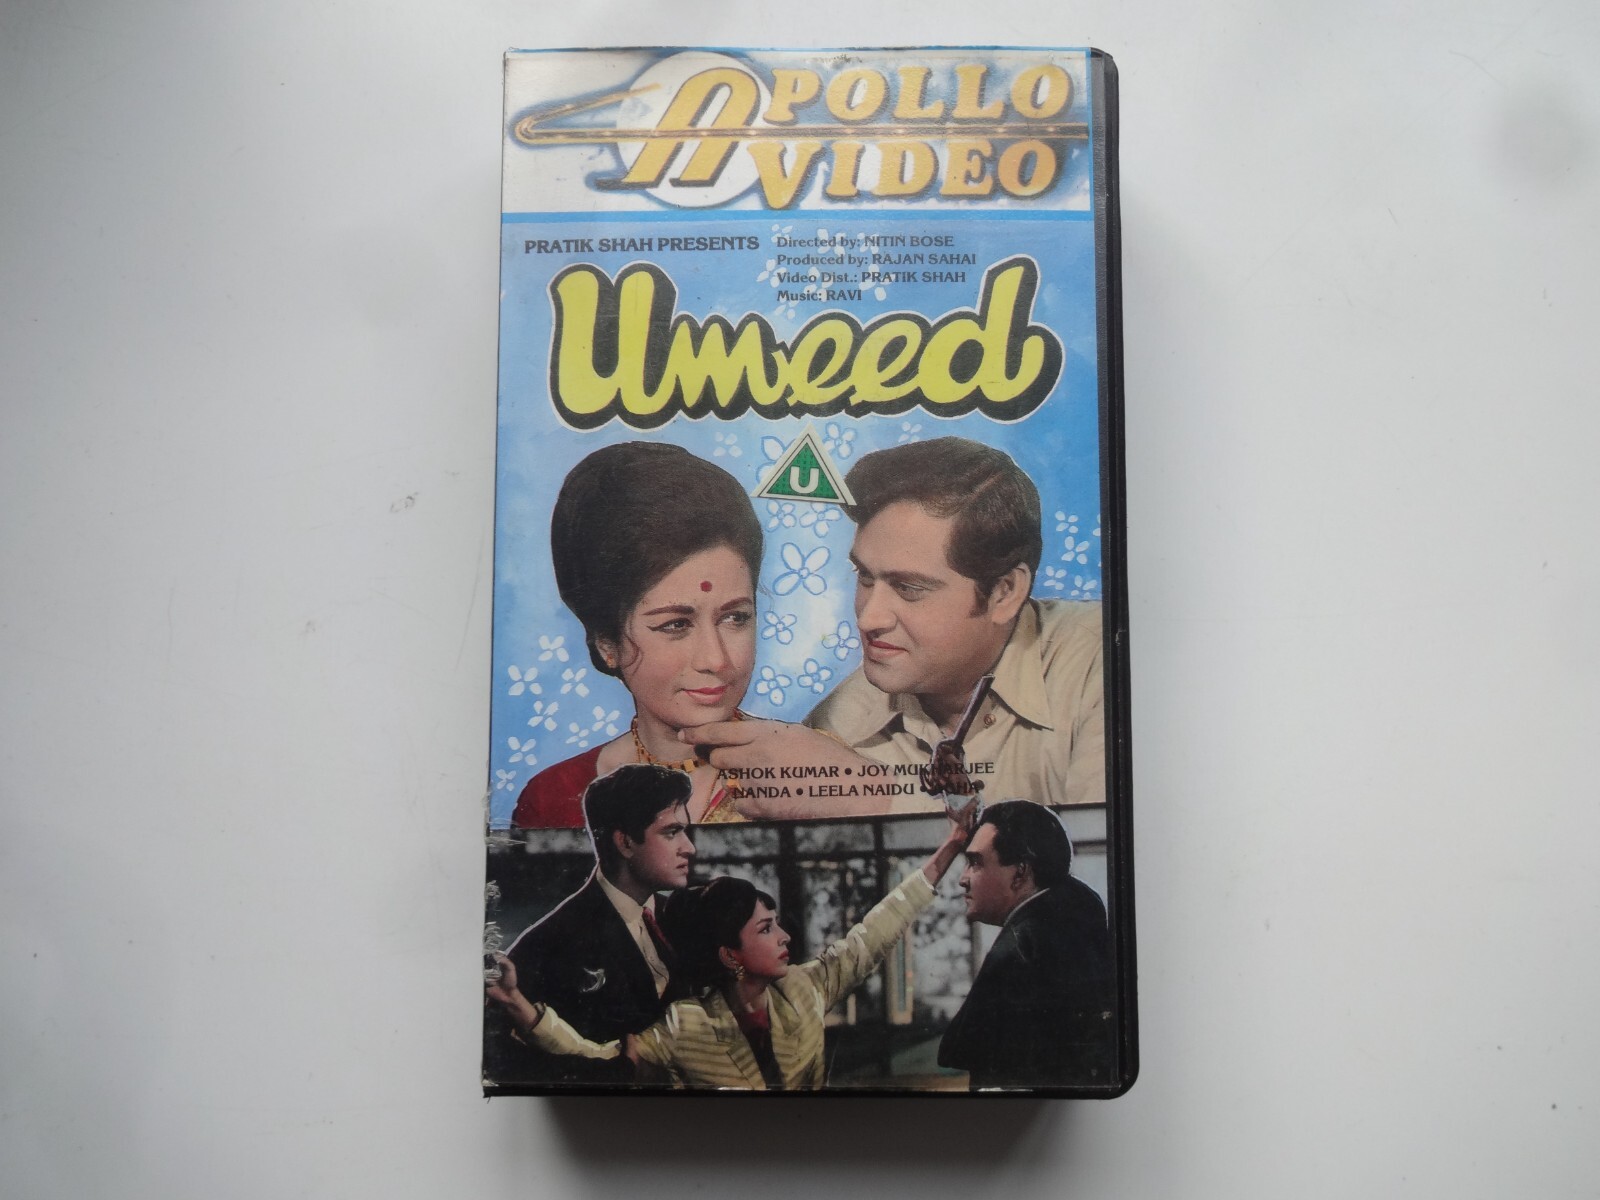 APOLLO
VIDEO
PRATIK SHAH PRESENTS
Directed by: NITIN BOSE
Produced by: RAJAN SAHAI
Video Dist.: PRATIK SHAH
Music: RAVI
Umeed
U
ASHOK KUMAR • JOY MUKHARJEE
NANDA • LEELA NAIDU •